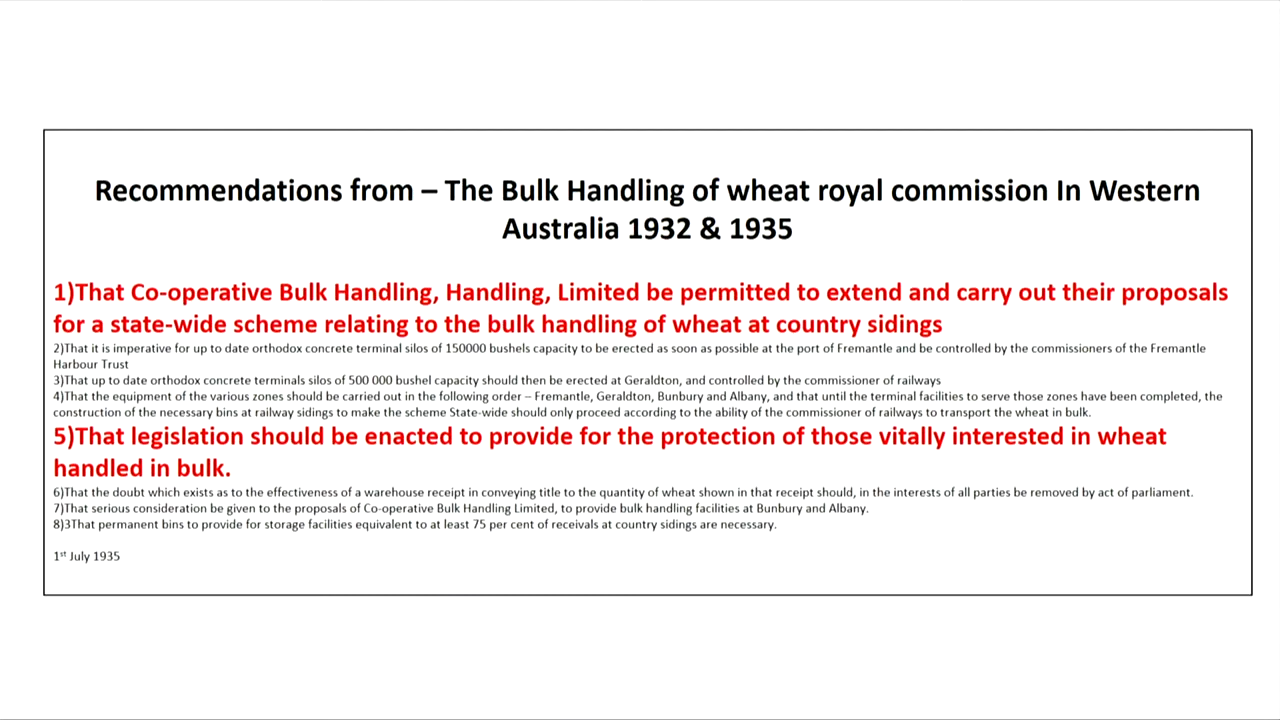 Recommendations from – The Bulk Handling of wheat royal commission In Western
Australia 1932 & 1935
1)That Co-operative Bulk Handling, Handling, Limited be permitted to extend and carry out their proposals
for a state-wide scheme relating to the bulk handling of wheat at country sidings
2)That it is imperative for up to date orthodox concrete terminal silos of 150000 bushels capacity to be erected as soon as possible at the port of Fremantle and be controlled by the commissioners of the Fremantle
Harbour Trust
3)That up to date orthodox concrete terminals silos of 500 000 bushel capacity should then be erected at Geraldton, and controlled by the commissioner of railways
4)That the equipment of the various zones should be carried out in the following order – Fremantle, Geraldton, Bunbury and Albany, and that until the terminal facilities to serve those zones have been completed, the
construction of the necessary bins at railway sidings to make the scheme State-wide should only proceed according to the ability of the commissioner of railways to transport the wheat in bulk.
5)That legislation should be enacted to provide for the protection of those vitally interested in wheat
handled in bulk.
6)That the doubt which exists as to the effectiveness of a warehouse receipt in conveying title to the quantity of wheat shown in that receipt should, in the interests of all parties be removed by act of parliament.
7)That serious consideration be given to the proposals of Co-operative Bulk Handling Limited, to provide bulk handling facilities at Bunbury and Albany.
8)3That permanent bins to provide for storage facilities equivalent to at least 75 per cent of receivals at country sidings are necessary.
1st July 1935